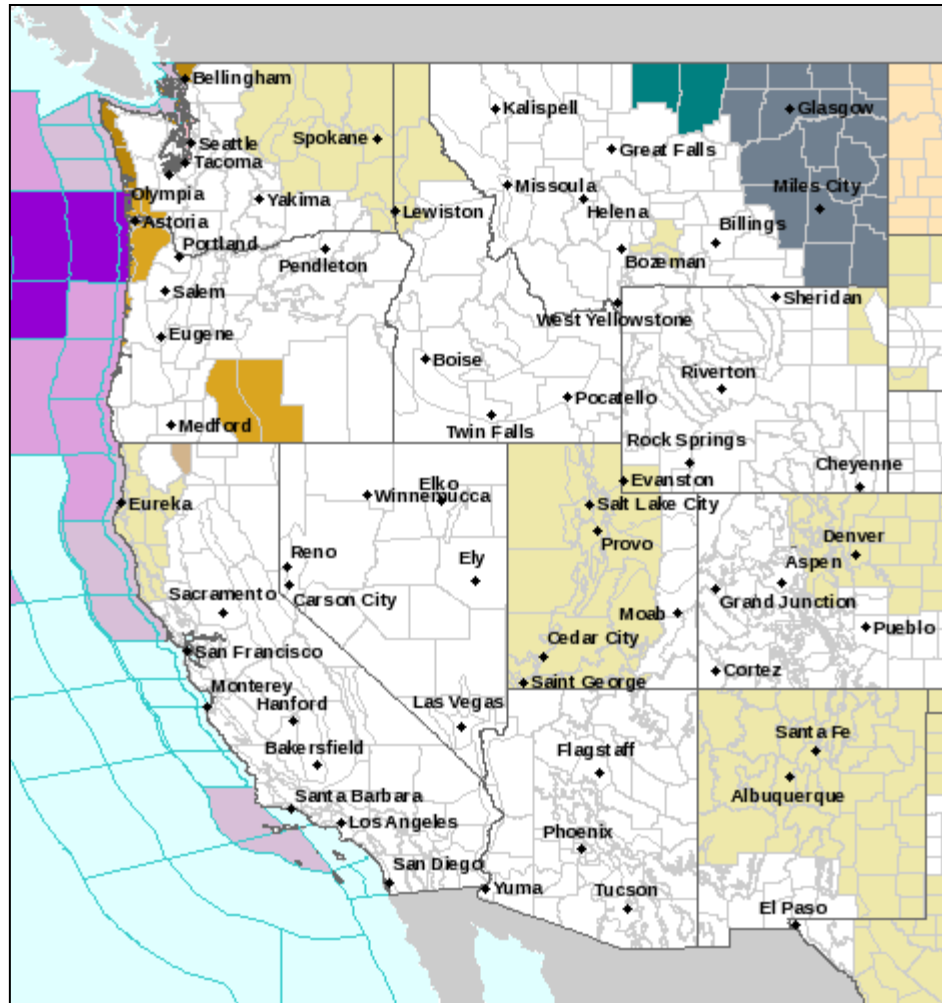 Bellingham
Kalispell
Glasgow
Spokane
Seattle
Great Falls
Tacoma
Missoula
Miles City
Olympia
Yakima
Helena
Lewiston
Astoria
Billings
Portland
Pendleton
Bozeman
Salem
Sheridan
West Yellowstone
Eugene
Boise
Riverton
Pocatello
Medford
Twin Falls
Rock Springs
Cheyenne
Evanston
Elko
Winnemucca
Eureka
Salt Lake City
Provo
Denver
Reno
Ely
Aspen
Sacramento
Carson City
Grand Junction
Moab
Pueblo
Cedar City
San Francisco
Cortez
Saint George
Monterey
Hanford
Las Vegas
Santa Fe
Bakersfield
Flagstaff
Albuquerque
Santa Barbara
Los Angeles
Phoenix
San Diego
Yuma
Tucson
El Paso